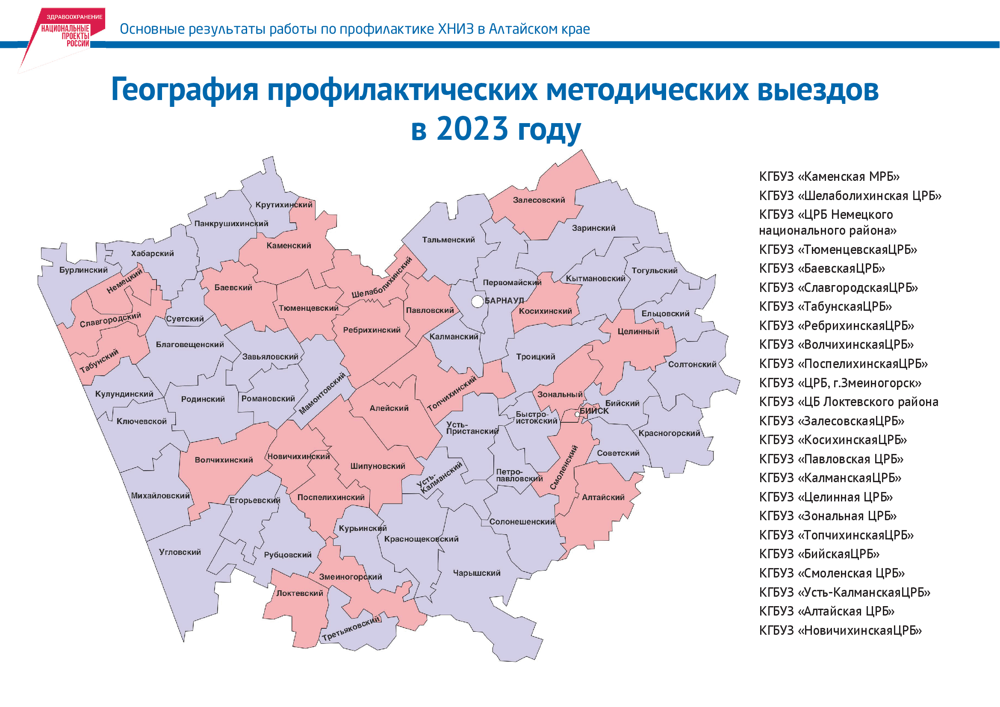 ЗДРАВООХРАНЕНИЕ
НАЦИОНАЛЬНЫЕ
ПРОЕКТЫ
РОССИИ
Основные результаты работы по профилактике ХНИЗ в Алтайском крае
География профилактических методических выездов
в 2023 году
Крутихинский
Панкрушихинский
Каменский
Хабарский
Бурлинский
Немецкий
Славгородский
Табунский
Баевский
Суетский
Тюменцевский
Шелаболихинский
Павловский
Ребрихинский
Благовещенский
Завьяловский
Мамонтовский
Кулундинский
Родинский
Романовский
Ключевской
Залесовский
Заринский
Тальменский
Первомайский
БАРНАУЛ
Кытмановский
Тогульский
Косихинский
Ельцовский
Целинный
Калманский
Троицкий
Солтонский
Топчихинский
Алейский
Зональный
Бийский
БИЙСК
Быстро-
истокский
Усть-
Пристанский
Красногорский
Советский
Смоленский
Петро-
павловский
Усть-
Калманский
Алтайский
Солонешенский
Волчихинский
Новичихинский
Шипуновский
Поспелихинский
Михайловский
Егорьевский
Угловский
Рубцовский
Курьинский
Краснощековский
Чарышский
Змеиногорский
Локтевский
Третьяковский
КГБУЗ «Каменская МРБ»
КГБУЗ «Шелаболихинская ЦРБ»
КГБУЗ «ЦРБ Немецкого
национального района»
КГБУЗ «ТюменцевскаяЦРБ»
КГБУЗ «БаевскаяЦРБ»
КГБУЗ «СлавгородскаяЦРБ»
КГБУЗ «ТабунскаяЦРБ»
КГБУЗ «РебрихинскаяЦРБ»
КГБУЗ «ВолчихинскаяЦРБ»
КГБУЗ «ПоспелихинскаяЦРБ»
КГБУЗ «ЦРБ, г.Змеиногорск»
КГБУЗ «ЦБ Локтевского района
КГБУЗ «ЗалесовскаяЦРБ»
КГБУЗ «КосихинскаяЦРБ»
КГБУЗ «Павловская ЦРБ»
КГБУЗ «КалманскаяЦРБ»
КГБУЗ «Целинная ЦРБ»
КГБУЗ «Зональная ЦРБ»
КГБУЗ «ТопчихинскаяЦРБ»
КГБУЗ «БийскаяЦРБ»
КГБУЗ «Смоленская ЦРБ»
КГБУЗ «Усть-КалманскаяЦРБ»
КГБУЗ «Алтайская ЦРБ»
КГБУЗ «НовичихинскаяЦРБ»